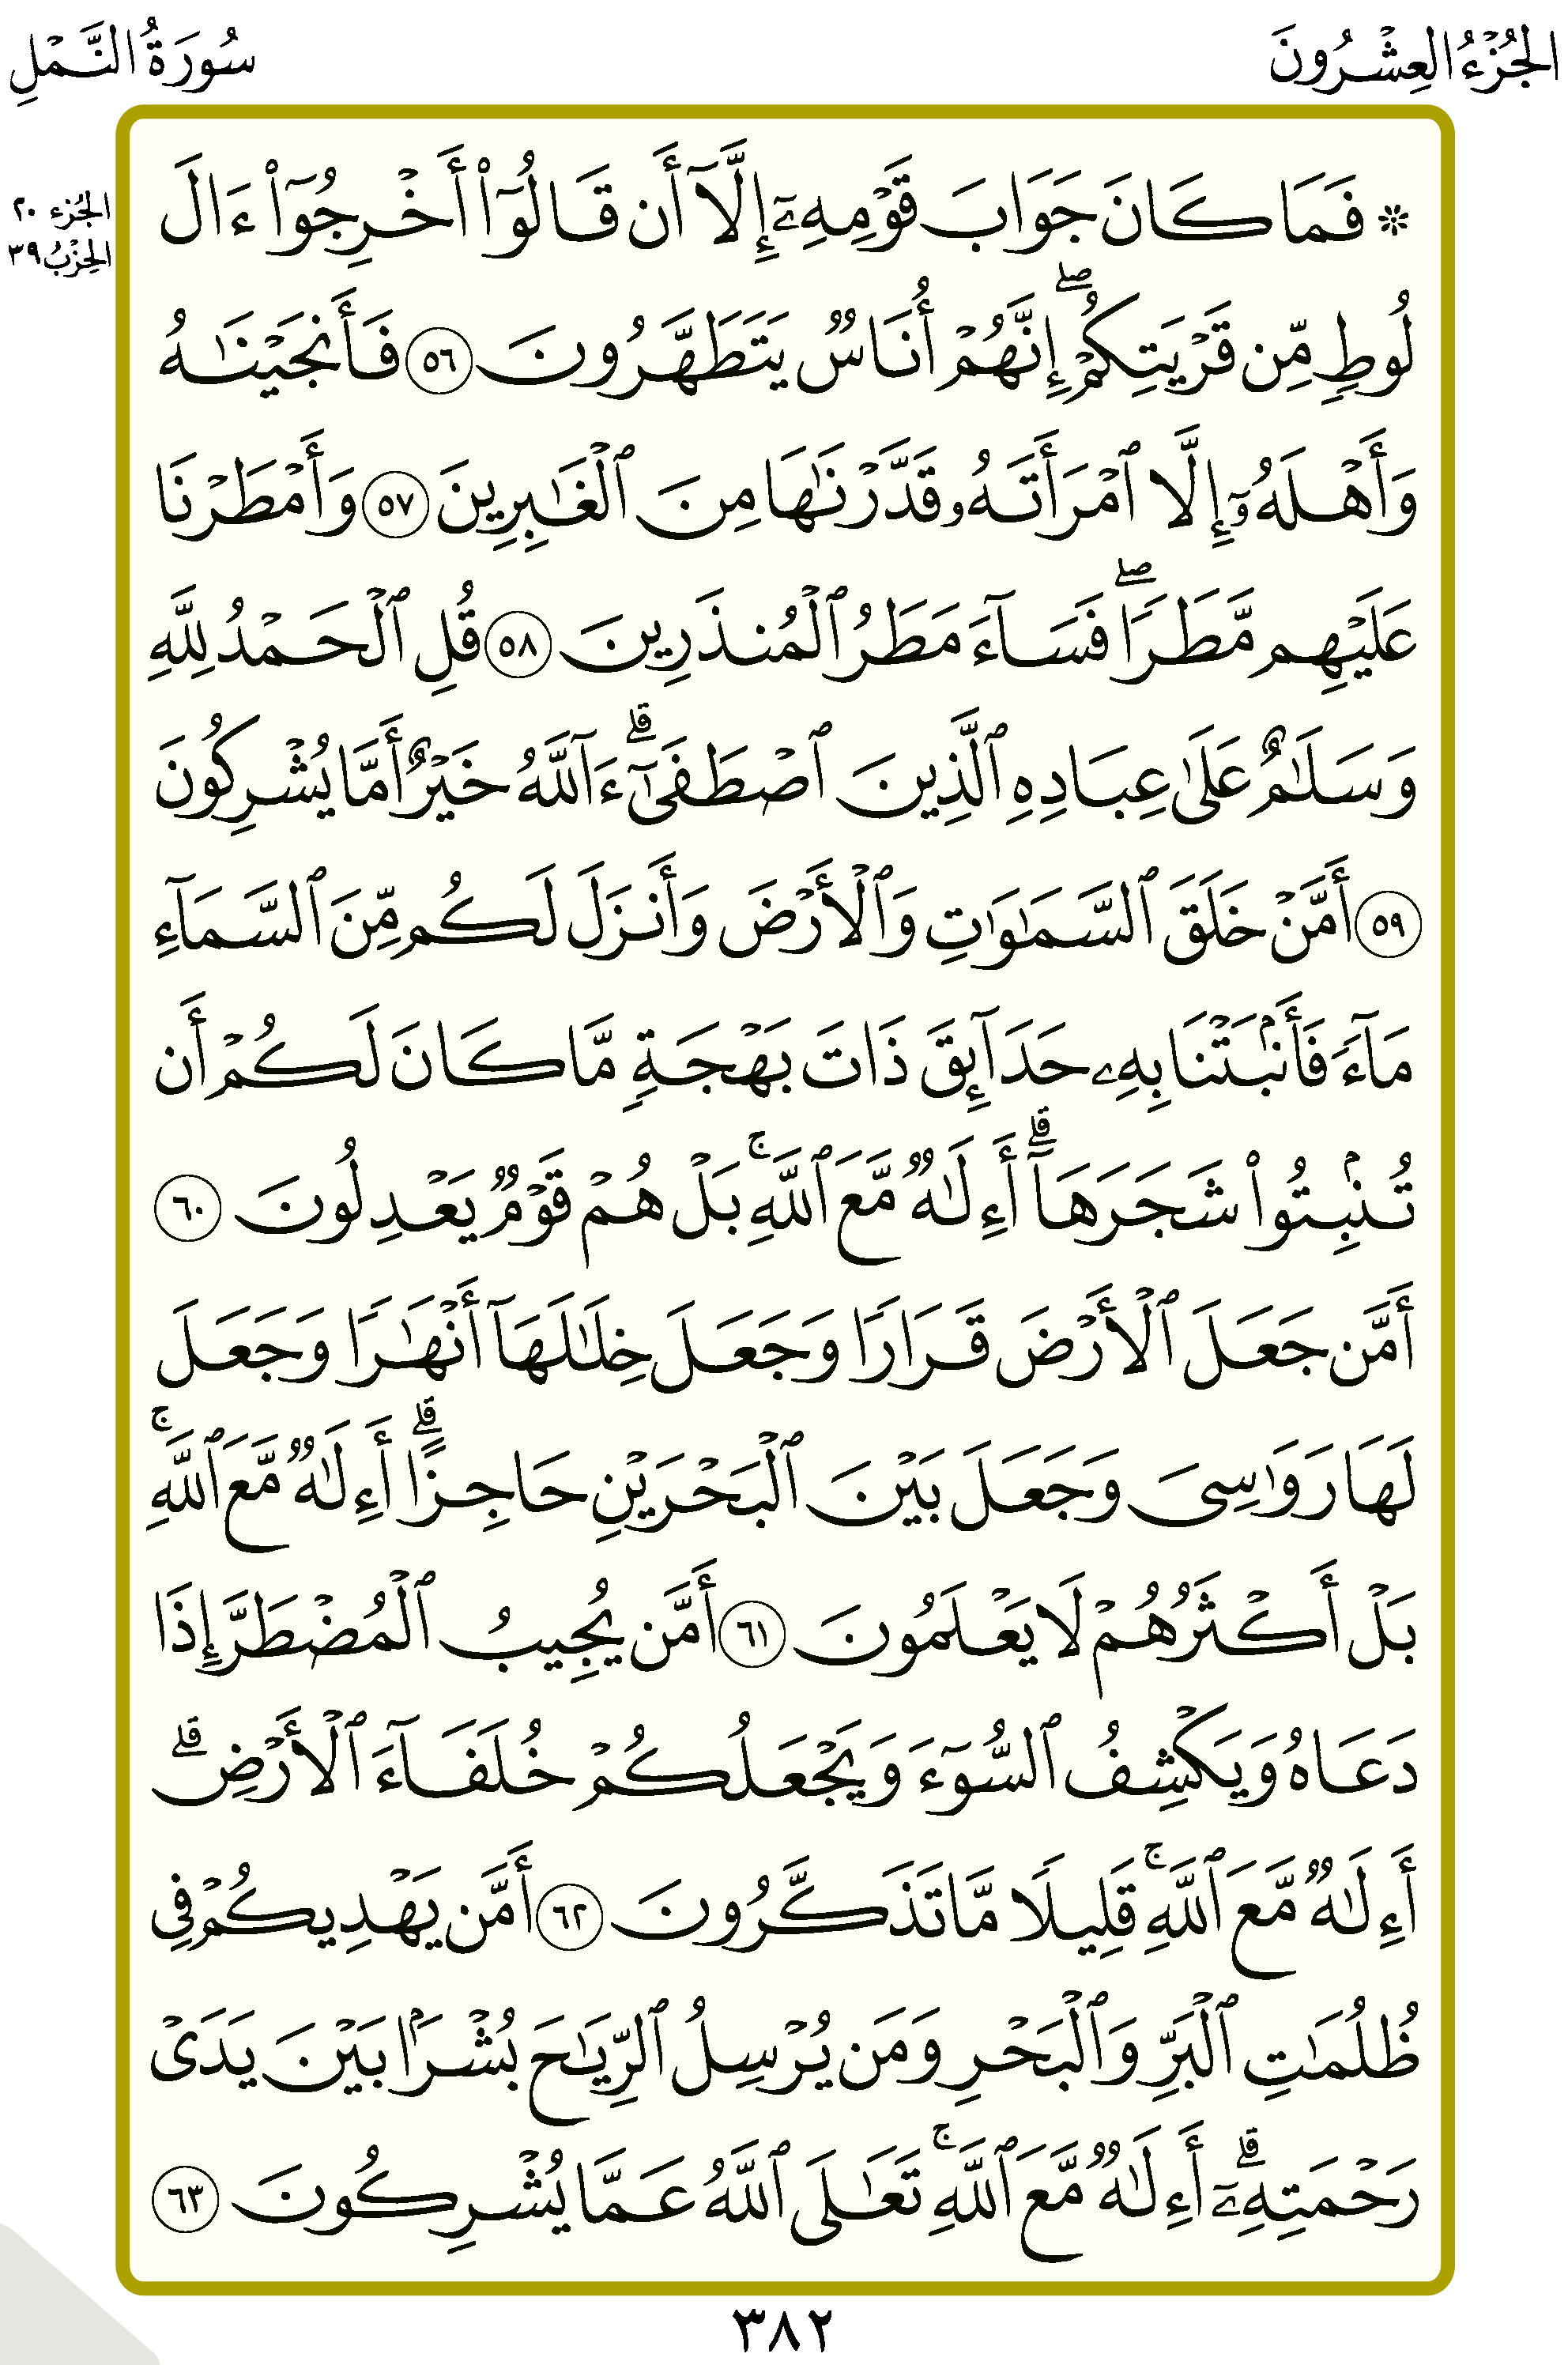 الجُزْءُ العِشْرُونَ
سُورَةُ النَّمْلِ
الجُزء ٢٠
الحِزْبُ ٣٩
۞ فَمَا كَانَ جَوَابَ قَوْمِهِۦٓ إِلَّآ أَن قَالُوٓا۟ أَخْرِجُوٓا۟ ءَالَ
لُوطٍ مِّن قَرْيَتِكُمْ ۖ إِنَّهُمْ أُنَاسٌ يَتَطَهَّرُونَ ٥٦ فَأَنجَيْنَـٰهُ
وَأَهْلَهُۥٓ إِلَّا ٱمْرَأَتَهُۥ قَدَّرْنَـٰهَا مِنَ ٱلْغَـٰبِرِينَ ٥٧ وَأَمْطَرْنَا
عَلَيْهِم مَّطَرًا ۖ فَسَآءَ مَطَرُ ٱلْمُنذَرِينَ ٥٨ قُلِ ٱلْحَمْدُ لِلَّهِ
وَسَلَـٰمٌ عَلَىٰ عِبَادِهِ ٱلَّذِينَ ٱصْطَفَىٰٓ ۗ ءَآللَّهُ خَيْرٌ أَمَّا يُشْرِكُونَ
٥٩ أَمَّنْ خَلَقَ ٱلسَّمَـٰوَٰتِ وَٱلْأَرْضَ وَأَنزَلَ لَكُم مِّنَ ٱلسَّمَآءِ
مَآءً فَأَنۢبَتْنَا بِهِۦ حَدَآئِقَ ذَاتَ بَهْجَةٍ مَّا كَانَ لَكُمْ أَن
تُنۢبِتُوا۟ شَجَرَهَآ ۗ أَءِلَـٰهٌ مَّعَ ٱللَّهِ ۚ بَلْ هُمْ قَوْمٌ يَعْدِلُونَ ٦٠
أَمَّن جَعَلَ ٱلْأَرْضَ قَرَارًا وَجَعَلَ خِلَـٰلَهَآ أَنْهَـٰرًا وَجَعَلَ
لَهَا رَوَٰسِىَ وَجَعَلَ بَيْنَ ٱلْبَحْرَيْنِ حَاجِزًا ۗ أَءِلَـٰهٌ مَّعَ ٱللَّهِ ۚ
بَلْ أَكْثَرُهُمْ لَا يَعْلَمُونَ ٦١ أَمَّن يُجِيبُ ٱلْمُضْطَرَّ إِذَا
دَعَاهُ وَيَكْشِفُ ٱلسُّوٓءَ وَيَجْعَلُكُمْ خُلَفَآءَ ٱلْأَرْضِ ۗ
أَءِلَـٰهٌ مَّعَ ٱللَّهِ ۚ قَلِيلًا مَّا تَذَكَّرُونَ ٦٢ أَمَّن يَهْدِيكُمْ فِى
ظُلُمَـٰتِ ٱلْبَرِّ وَٱلْبَحْرِ وَمَن يُرْسِلُ ٱلرِّيَـٰحَ بُشْرًۢا بَيْنَ يَدَىْ
رَحْمَتِهِۦٓ ۗ أَءِلَـٰهٌ مَّعَ ٱللَّهِ ۚ تَعَـٰلَى ٱللَّهُ عَمَّا يُشْرِكُونَ ٦٣
٣٨٢